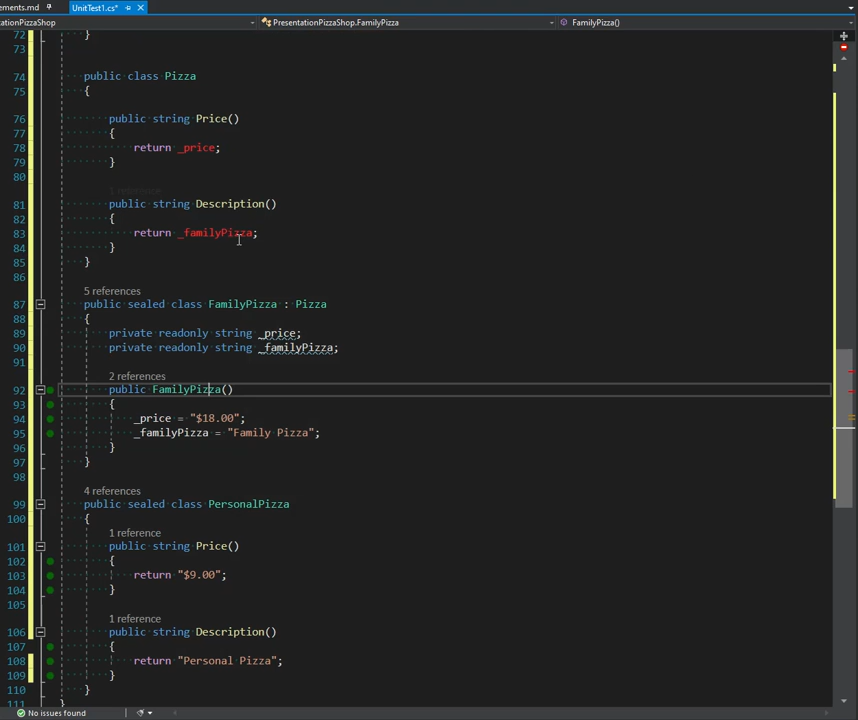 ements.md UnitTest1.cs*
tationPizzaShop PresentationPizzaShop.FamilyPizza FamilyPizza()
72 }
73
74 public class Pizza
75 {
76 public string Price()
77 {
78 return _price;
79 }
80
1 reference
81 public string Description()
82 {
83 return _familyPizza;
84 }
85 }
86
5 references
87 public sealed class FamilyPizza : Pizza
88 {
89 private readonly string _price;
90 private readonly string _familyPizza;
91
2 references
92 public FamilyPizza()
93 {
94 _price = "$18.00";
95 _familyPizza = "Family Pizza";
96 }
97 }
98
4 references
99 public sealed class PersonalPizza
100 {
1 reference
101 public string Price()
102 {
103 return "$9.00";
104 }
105
1 reference
106 public string Description()
107 {
108 return "Personal Pizza";
109 }
110 }
111 }
No issues found